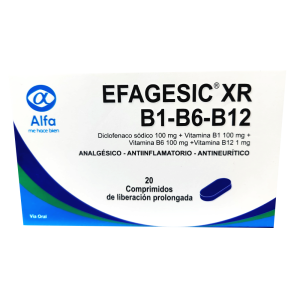 Alfa
me hace bien
EFAGESIC® XR
B1-B6-B12
Diclofenaco sódico 100 mg + Vitamina B1 100 mg +
Vitamina B6 100 mg +Vitamina B12 1 mg
ANALGÉSICO - ANTIINFLAMATORIO - ANTINEURÍTICO
20
Comprimidos
de liberación prolongada
Vía Oral